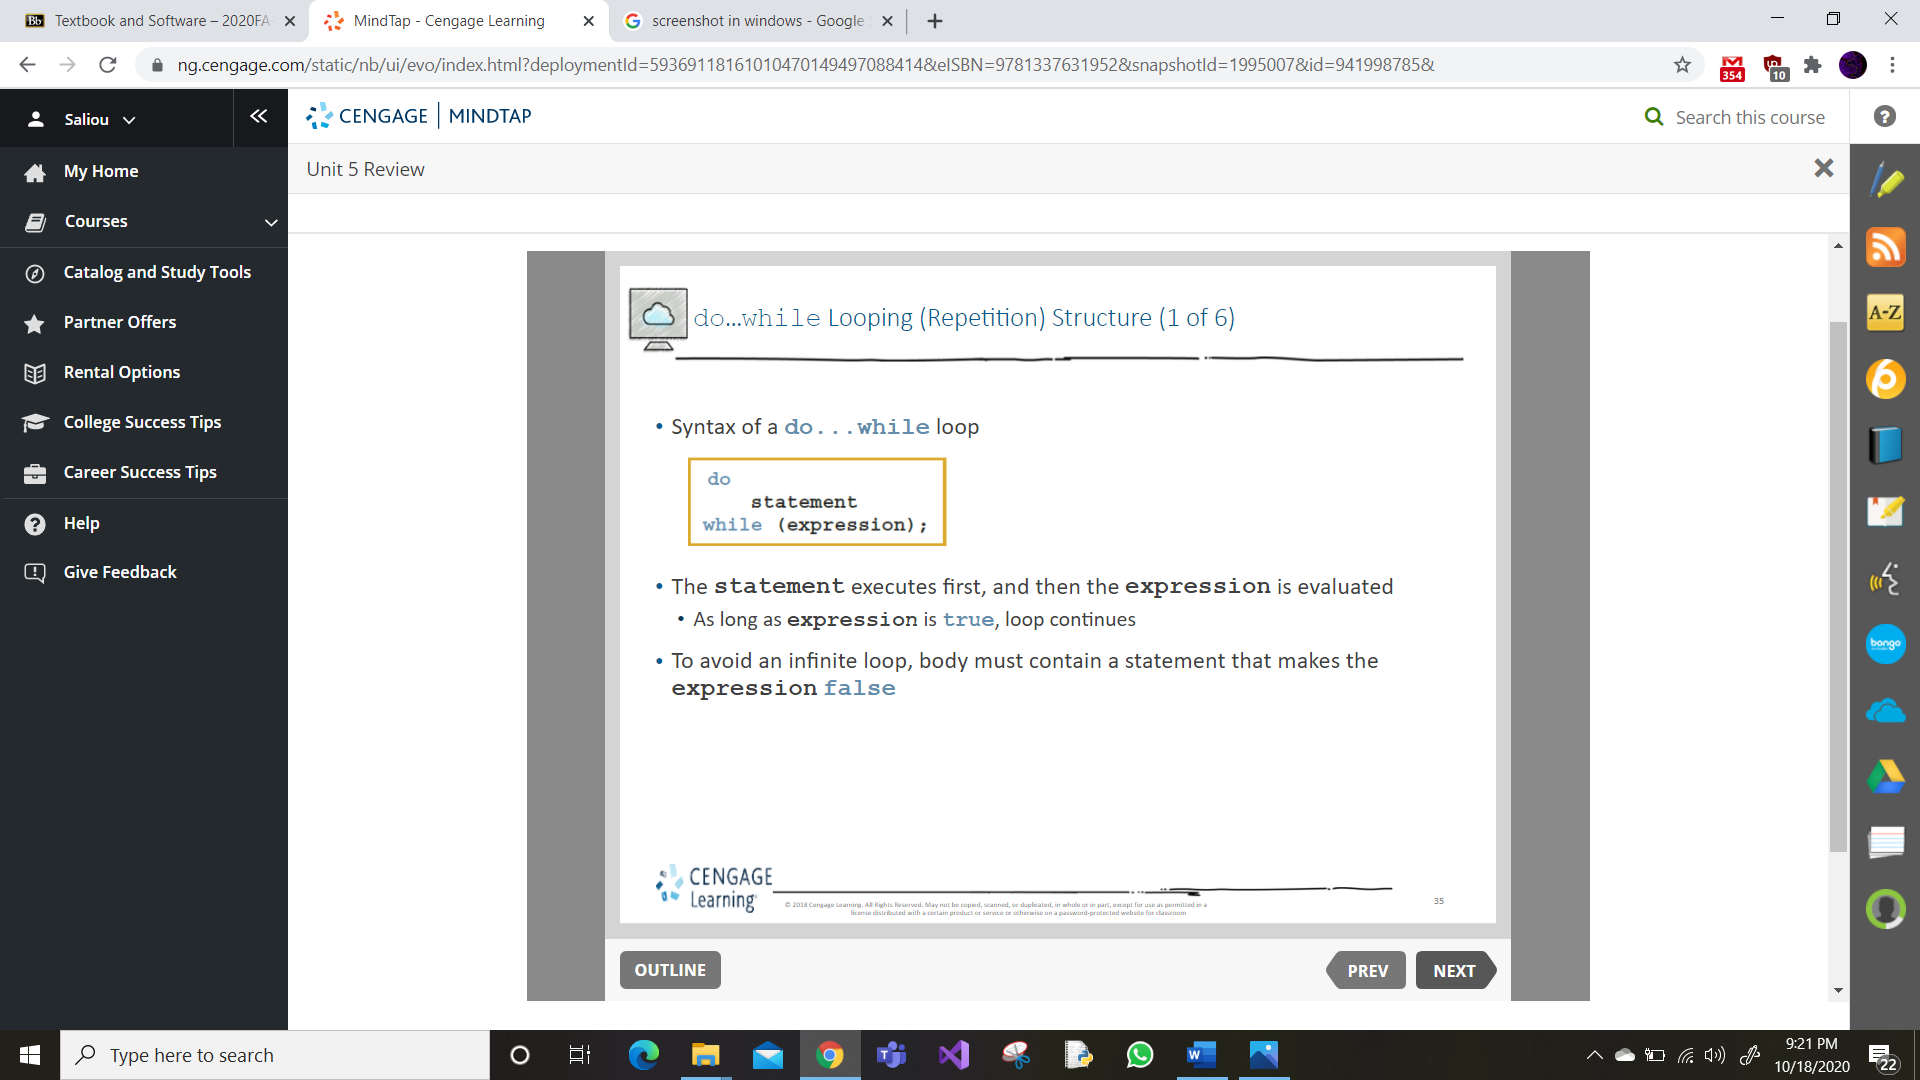 Textbook and Software – 2020FA
MindTap - Cengage Learning
screenshot in windows - Google
ng.cengage.com/static/nb/ui/evo/index.html?deploymentId=59369118161010470149497088414&eISBN=9781337631952&snapshotId=1995007&id=941998785&
354
10
Saliou
CENGAGE | MINDTAP
Search this course
Unit 5 Review
My Home
Courses
Catalog and Study Tools
Partner Offers
Rental Options
College Success Tips
Career Success Tips
Help
Give Feedback
A-Z
bongo
do…while Looping (Repetition) Structure (1 of 6)
• Syntax of a do...while loop
do
statement
while (expression);
• The statement executes first, and then the expression is evaluated
• As long as expression is true, loop continues
• To avoid an infinite loop, body must contain a statement that makes the
expression false
CENGAGE
Learning
© 2018 Cengage Learning. All Rights Reserved. May not be copied, scanned, or duplicated, in whole or in part, except for use as permitted in a
license distributed with a certain product or service or otherwise on a password-protected website for classroom
35
OUTLINE
PREV
NEXT
Type here to search
9:21 PM
10/18/2020
22